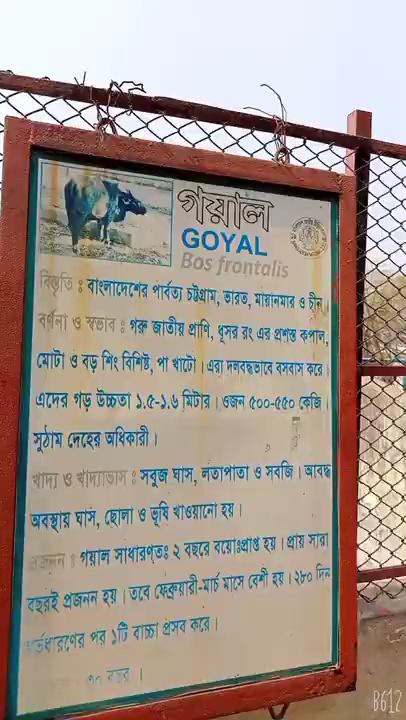 গয়াল
GOYAL
Bos frontalis
বিস্তৃতি : বাংলাদেশের পার্বত্য চট্টগ্রাম, ভারত, মায়ানমার ও চীন।
বর্ণনা ও স্বভাব : গরু জাতীয় প্রাণি, ধূসর রং এর প্রশস্ত কপাল,
মোটা ও বড় শিং বিশিষ্ট, পা খাটো। এরা দলবদ্ধভাবে বসবাস করে।
এদের গড় উচ্চতা ১.৫-১.৬ মিটার। ওজন ৫০০-৫৫০ কেজি।
সুঠাম দেহের অধিকারী।
খাদ্য ও খাদ্যাভাস : সবুজ ঘাস, লতাপাতা ও সবজি। আবদ্ধ
অবস্থায় ঘাস, ছোলা ও ভূষি খাওয়ানো হয়।
প্রজনন : গয়াল সাধারণতঃ ২ বছরে বয়োঃপ্রাপ্ত হয়। প্রায় সারা
বছরই প্রজনন হয়। তবে ফেব্রুয়ারী-মার্চ মাসে বেশী হয়। ২৮০ দিন
গর্ভধারণের পর ১টি বাচ্চা প্রসব করে।
বছর।
B612